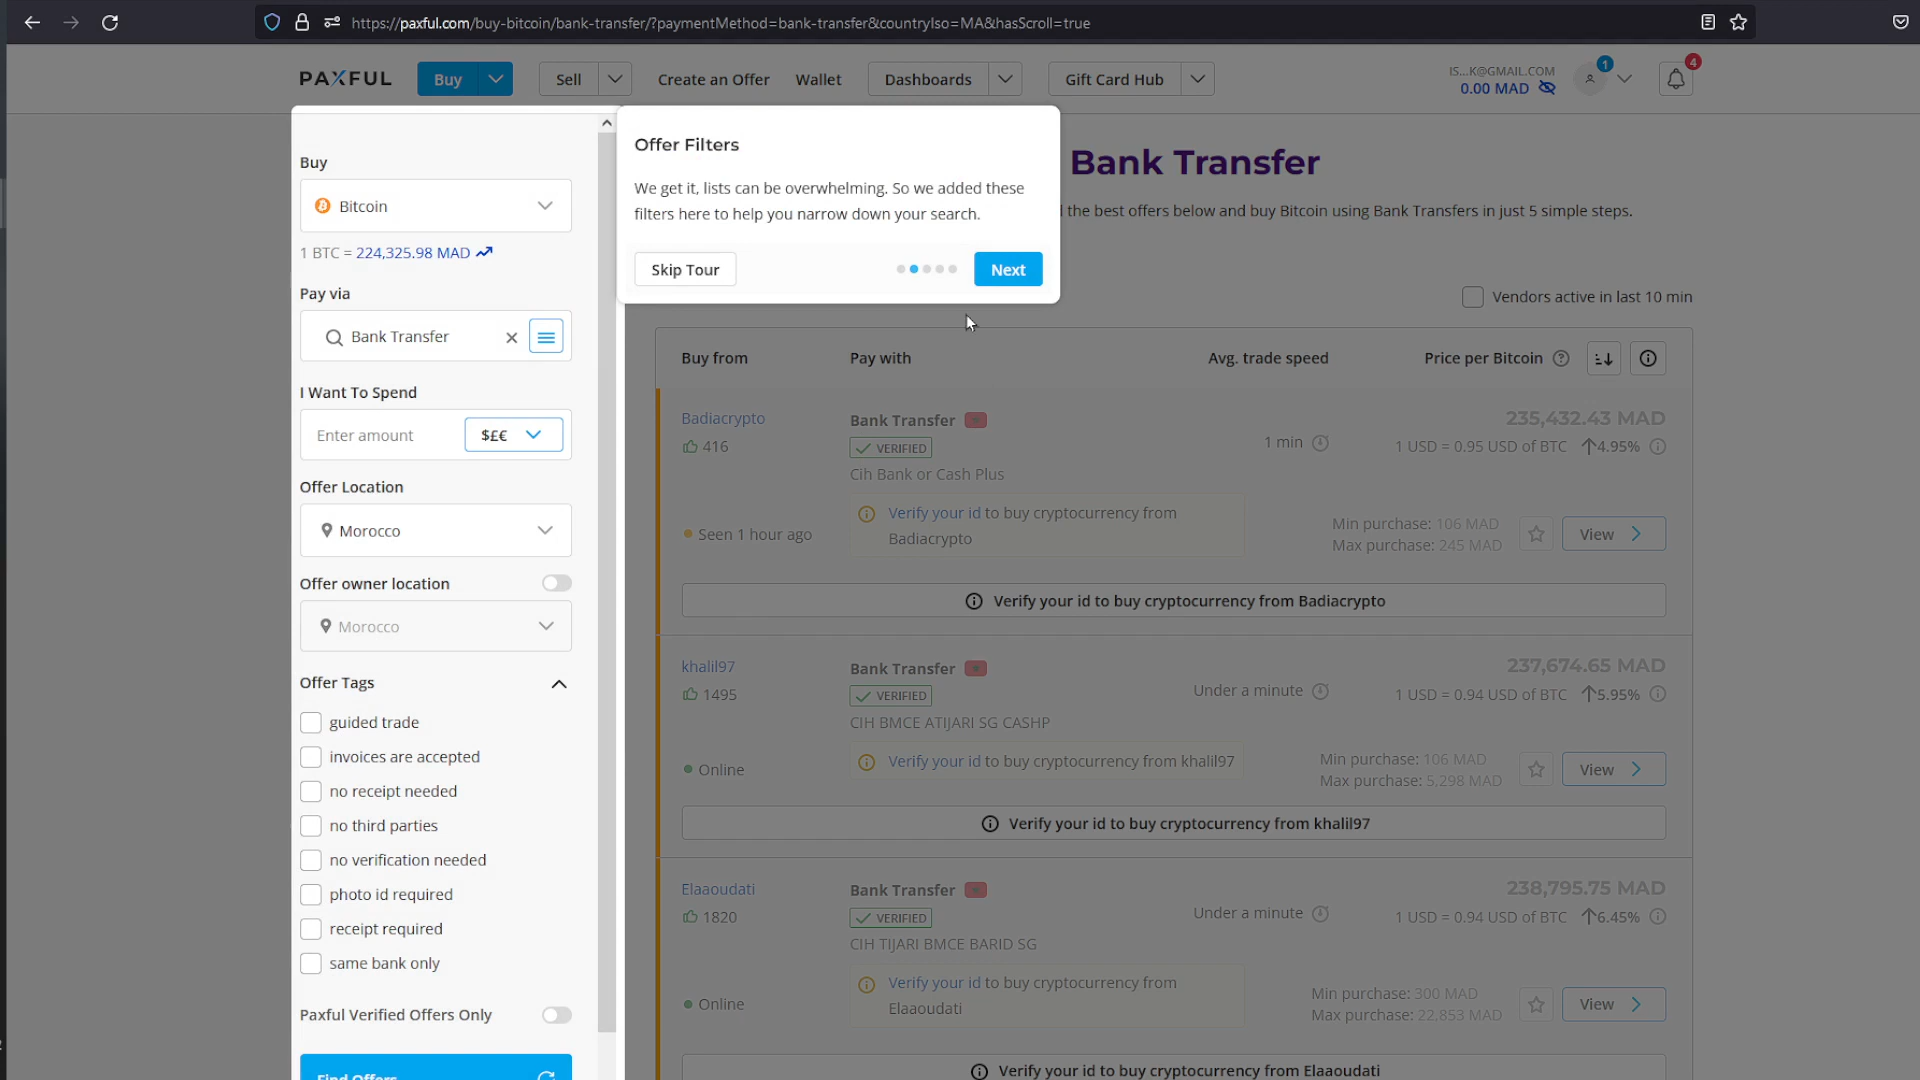 https://paxful.com/buy-bitcoin/bank-transfer/?paymentMethod=bank-transfer&countryIso=MA&hasScroll=true
PAXFUL
Buy
Sell
Create an Offer
Wallet
Dashboards
Gift Card Hub
IS...K@GMAIL.COM
0.00 MAD
1
4
Buy
Bitcoin
1 BTC = 224,325.98 MAD
Pay via
Bank Transfer
I Want To Spend
Enter amount
$£€
Offer Location
Morocco
Offer owner location
Morocco
Offer Tags
guided trade
invoices are accepted
no receipt needed
no third parties
no verification needed
photo id required
receipt required
same bank only
Paxful Verified Offers Only
Find Offers
Offer Filters
We get it, lists can be overwhelming. So we added these
filters here to help you narrow down your search.
Skip Tour
Next
Bank Transfer
the best offers below and buy Bitcoin using Bank Transfers in just 5 simple steps.
Vendors active in last 10 min
Buy from
Pay with
Avg. trade speed
Price per Bitcoin
Badiacrypto
416
Seen 1 hour ago
Bank Transfer
VERIFIED
Cih Bank or Cash Plus
Verify your id to buy cryptocurrency from
Badiacrypto
1 min
235,432.43 MAD
1 USD = 0.95 USD of BTC
4.95%
Min purchase: 106 MAD
Max purchase: 245 MAD
View
Verify your id to buy cryptocurrency from Badiacrypto
khalil97
1495
Online
Bank Transfer
VERIFIED
CIH BMCE ATIJARI SG CASHP
Verify your id to buy cryptocurrency from khalil97
Under a minute
237,674.65 MAD
1 USD = 0.94 USD of BTC
5.95%
Min purchase: 106 MAD
Max purchase: 5,298 MAD
View
Verify your id to buy cryptocurrency from khalil97
Elaaoudati
1820
Online
Bank Transfer
VERIFIED
CIH TIJARI BMCE BARID SG
Verify your id to buy cryptocurrency from
Elaaoudati
Under a minute
238,795.75 MAD
1 USD = 0.94 USD of BTC
6.45%
Min purchase: 300 MAD
Max purchase: 22,853 MAD
View
Verify your id to buy cryptocurrency from Elaaoudati